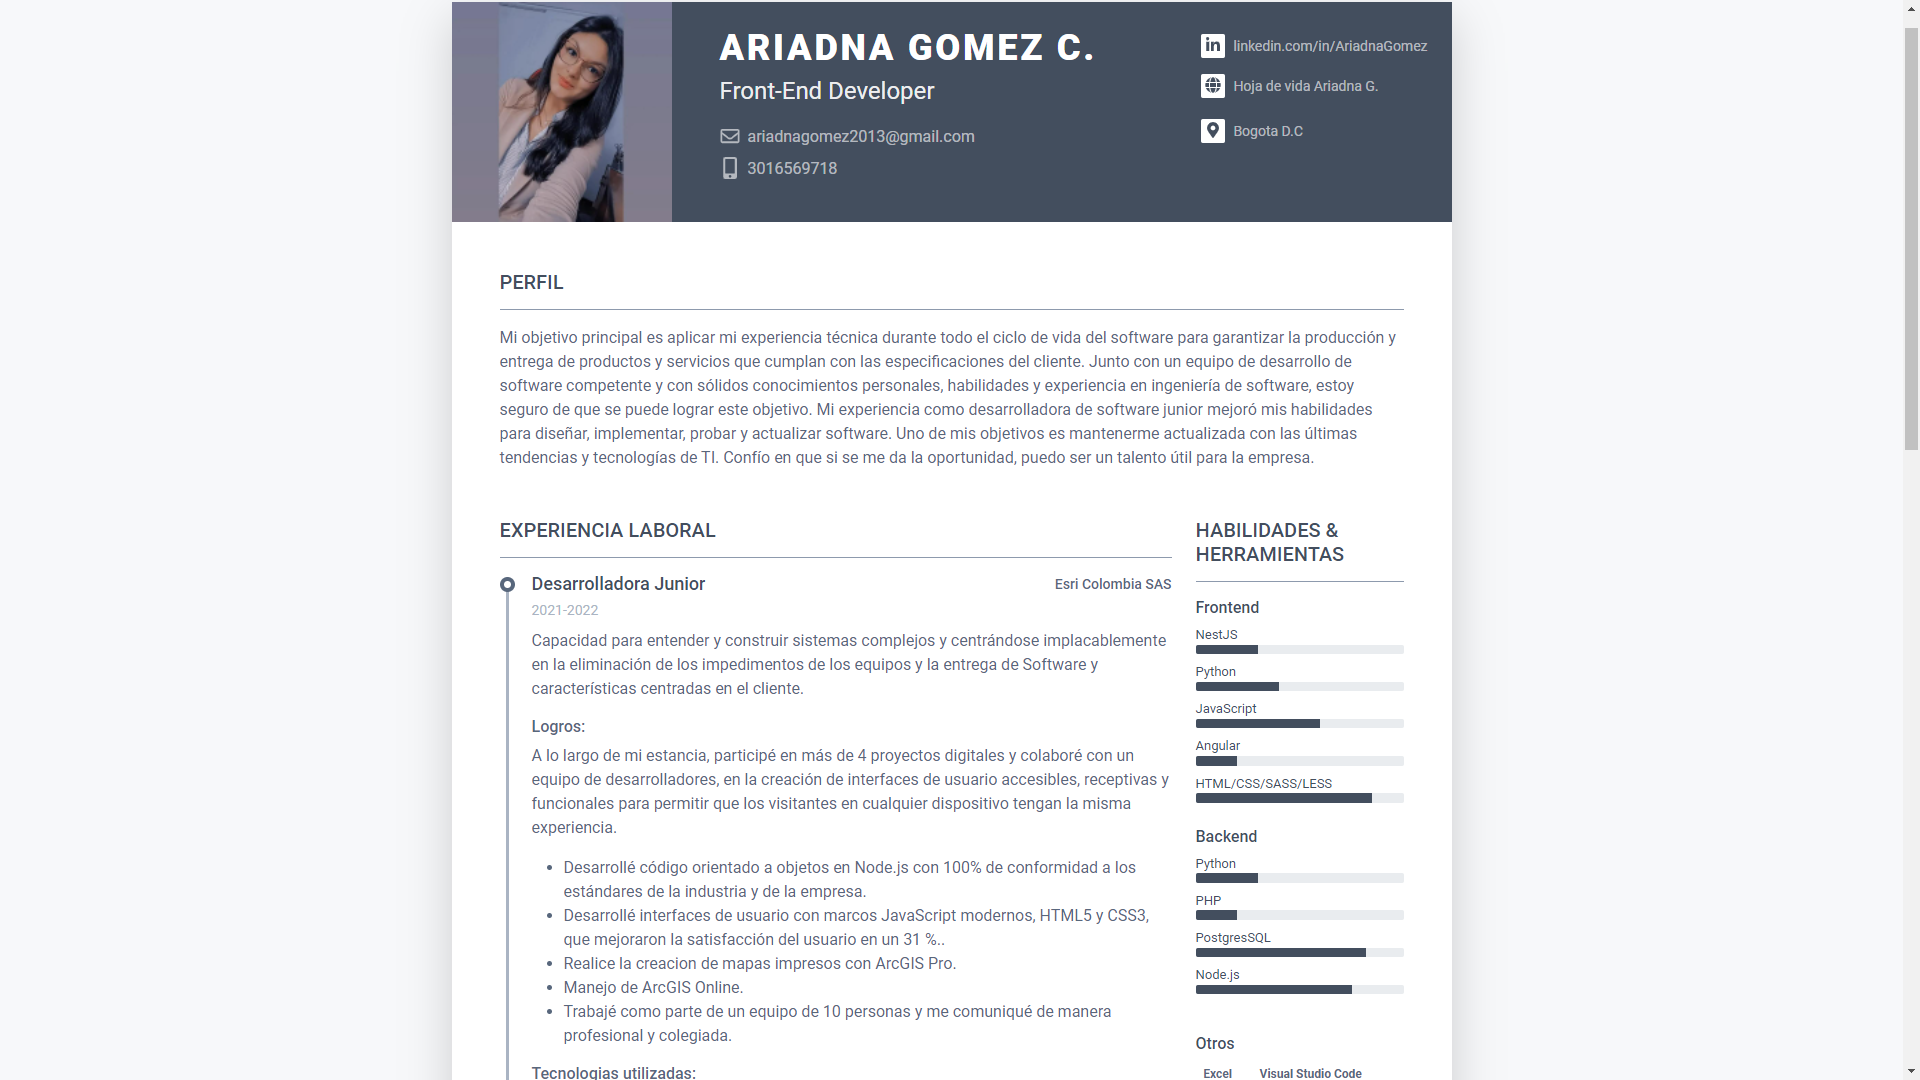 ARIADNA GOMEZ C.
Front-End Developer
ariadnagomez2013@gmail.com
3016569718
linkedin.com/in/AriadnaGomez
Hoja de vida Ariadna G.
Bogota D.C
PERFIL
Mi objetivo principal es aplicar mi experiencia técnica durante todo el ciclo de vida del software para garantizar la producción y
entrega de productos y servicios que cumplan con las especificaciones del cliente. Junto con un equipo de desarrollo de
software competente y con sólidos conocimientos personales, habilidades y experiencia en ingeniería de software, estoy
seguro de que se puede lograr este objetivo. Mi experiencia como desarrolladora de software junior mejoró mis habilidades
para diseñar, implementar, probar y actualizar software. Uno de mis objetivos es mantenerme actualizada con las últimas
tendencias y tecnologías de TI. Confío en que si se me da la oportunidad, puedo ser un talento útil para la empresa.
EXPERIENCIA LABORAL
Desarrolladora Junior
Esri Colombia SAS
2021-2022
Capacidad para entender y construir sistemas complejos y centrándose implacablemente
en la eliminación de los impedimentos de los equipos y la entrega de Software y
características centradas en el cliente.
Logros:
A lo largo de mi estancia, participé en más de 4 proyectos digitales y colaboré con un
equipo de desarrolladores, en la creación de interfaces de usuario accesibles, receptivas y
funcionales para permitir que los visitantes en cualquier dispositivo tengan la misma
experiencia.
• Desarrollé código orientado a objetos en Node.js con 100% de conformidad a los
estándares de la industria y de la empresa.
• Desarrollé interfaces de usuario con marcos JavaScript modernos, HTML5 y CSS3,
que mejoraron la satisfacción del usuario en un 31 %..
• Realice la creacion de mapas impresos con ArcGIS Pro.
• Manejo de ArcGIS Online.
• Trabajé como parte de un equipo de 10 personas y me comuniqué de manera
profesional y colegiada.
Tecnologias utilizadas:
HABILIDADES &
HERRAMIENTAS
Frontend
NestJS
Python
JavaScript
Angular
HTML/CSS/SASS/LESS
Backend
Python
PHP
PostgresSQL
Node.js
Otros
Excel
Visual Studio Code